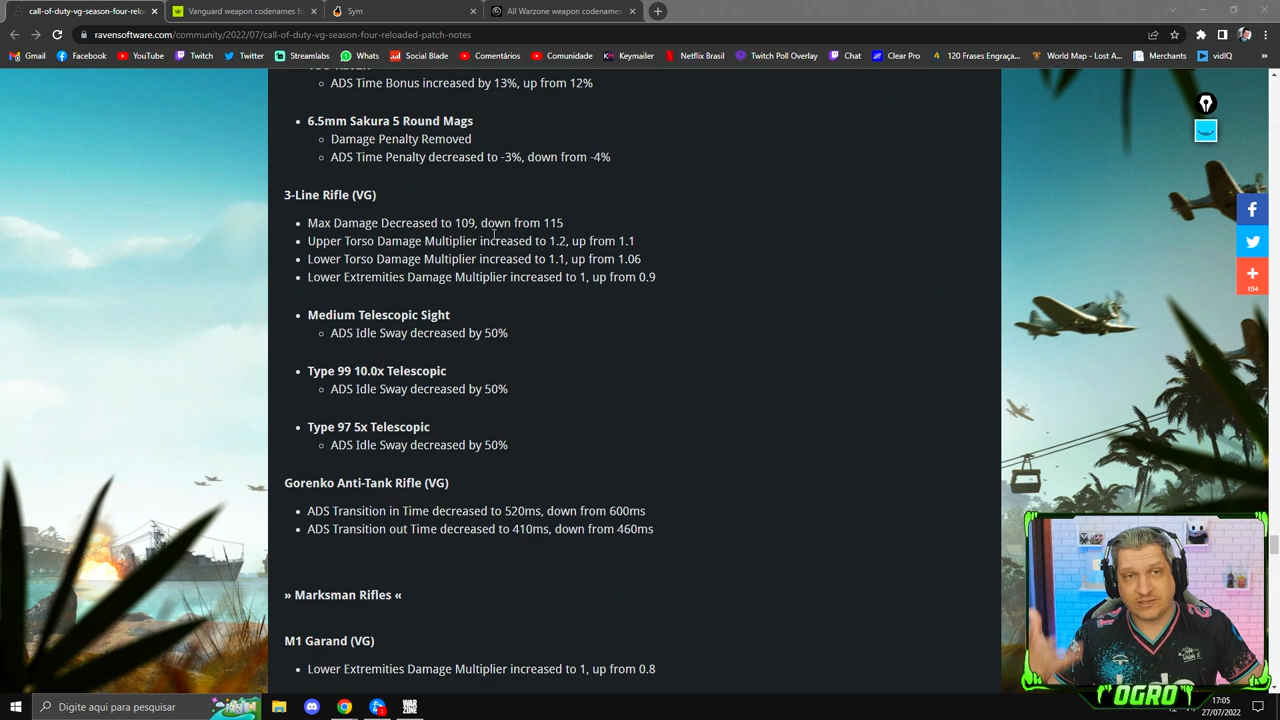 call-of-duty-vg-season-four-relo
Vanguard weapon codenames fo
Sym
All Warzone weapon codenames
ravensoftware.com/community/2022/07/call-of-duty-vg-season-four-reloaded-patch-notes
Gmail Facebook YouTube Twitch Twitter Streamlabs Whats Social Blade Comentários Comunidade Keymailer Netflix Brasil Twitch Poll Overlay Chat Clear Pro 120 Frases Engraça... World Map - Lost A... Merchants vidIQ »
ADS Time Bonus increased by 13%, up from 12%
6.5mm Sakura 5 Round Mags
Damage Penalty Removed
ADS Time Penalty decreased to -3%, down from -4%
3-Line Rifle (VG)
Max Damage Decreased to 109, down from 115
Upper Torso Damage Multiplier increased to 1.2, up from 1.1
Lower Torso Damage Multiplier increased to 1.1, up from 1.06
Lower Extremities Damage Multiplier increased to 1, up from 0.9
Medium Telescopic Sight
ADS Idle Sway decreased by 50%
Type 99 10.0x Telescopic
ADS Idle Sway decreased by 50%
Type 97 5x Telescopic
ADS Idle Sway decreased by 50%
Gorenko Anti-Tank Rifle (VG)
ADS Transition in Time decreased to 520ms, down from 600ms
ADS Transition out Time decreased to 410ms, down from 460ms
» Marksman Rifles «
M1 Garand (VG)
Lower Extremities Damage Multiplier increased to 1, up from 0.8
154
OGRO
Digite aqui para pesquisar
WAR
ZONE
17:05
27/07/2022